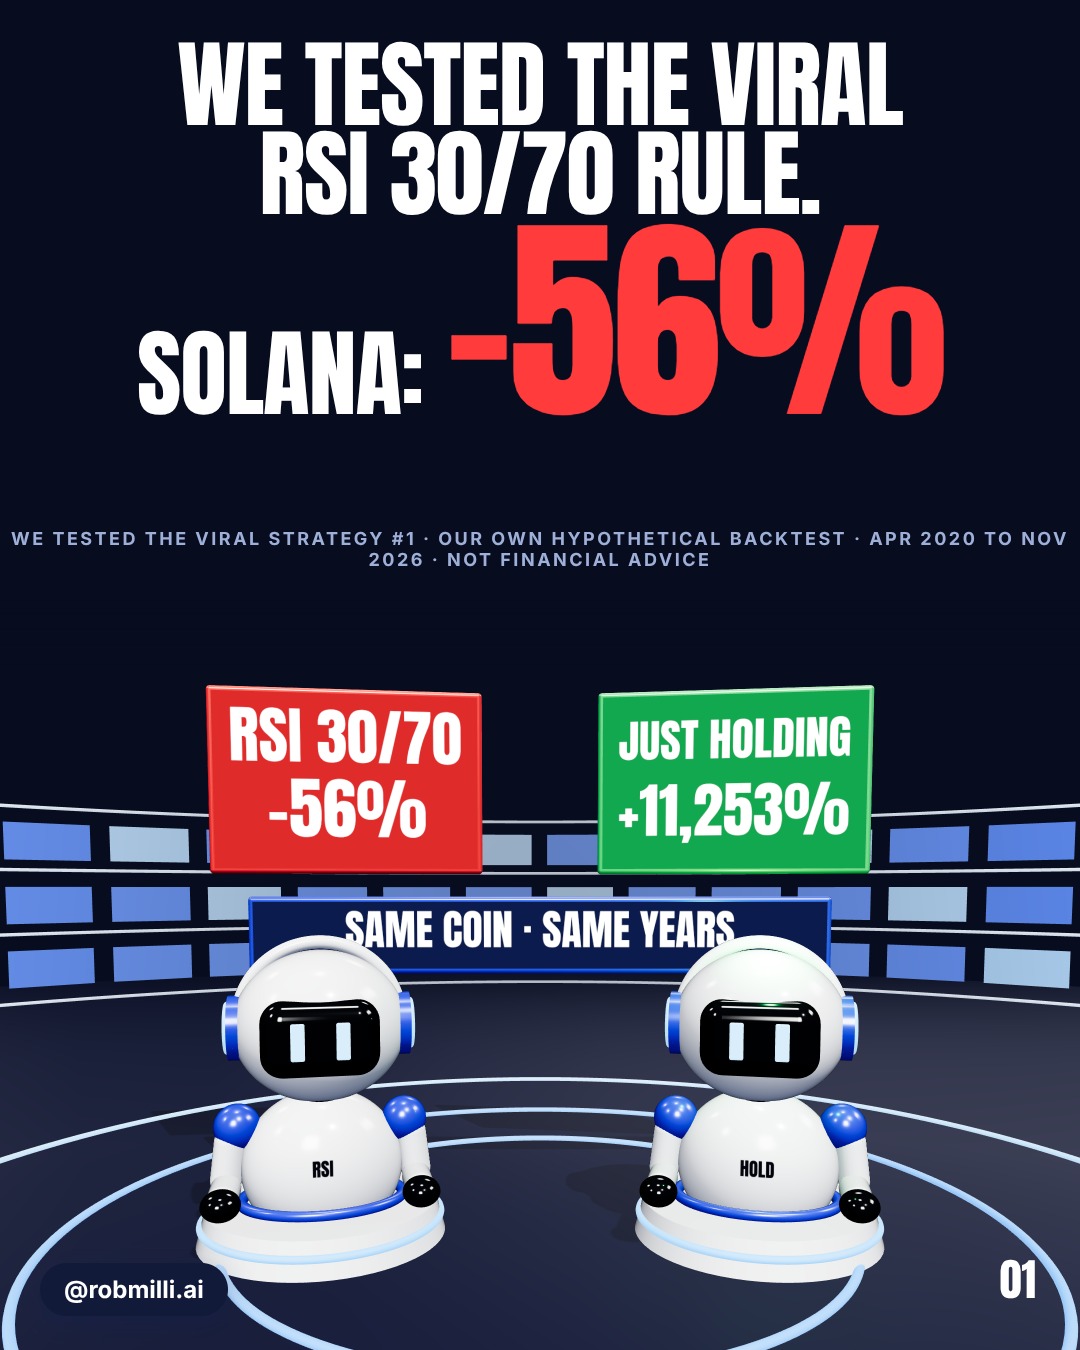 WE TESTED THE VIRAL
RSI 30/70 RULE.
SOLANA: -56%
WE TESTED THE VIRAL STRATEGY #1 · OUR OWN HYPOTHETICAL BACKTEST · APR 2020 TO NOV
2026 · NOT FINANCIAL ADVICE
RSI 30/70
-56%
JUST HOLDING
+11,253%
SAME COIN · SAME YEARS
RSI
HOLD
@robmilli.ai
01